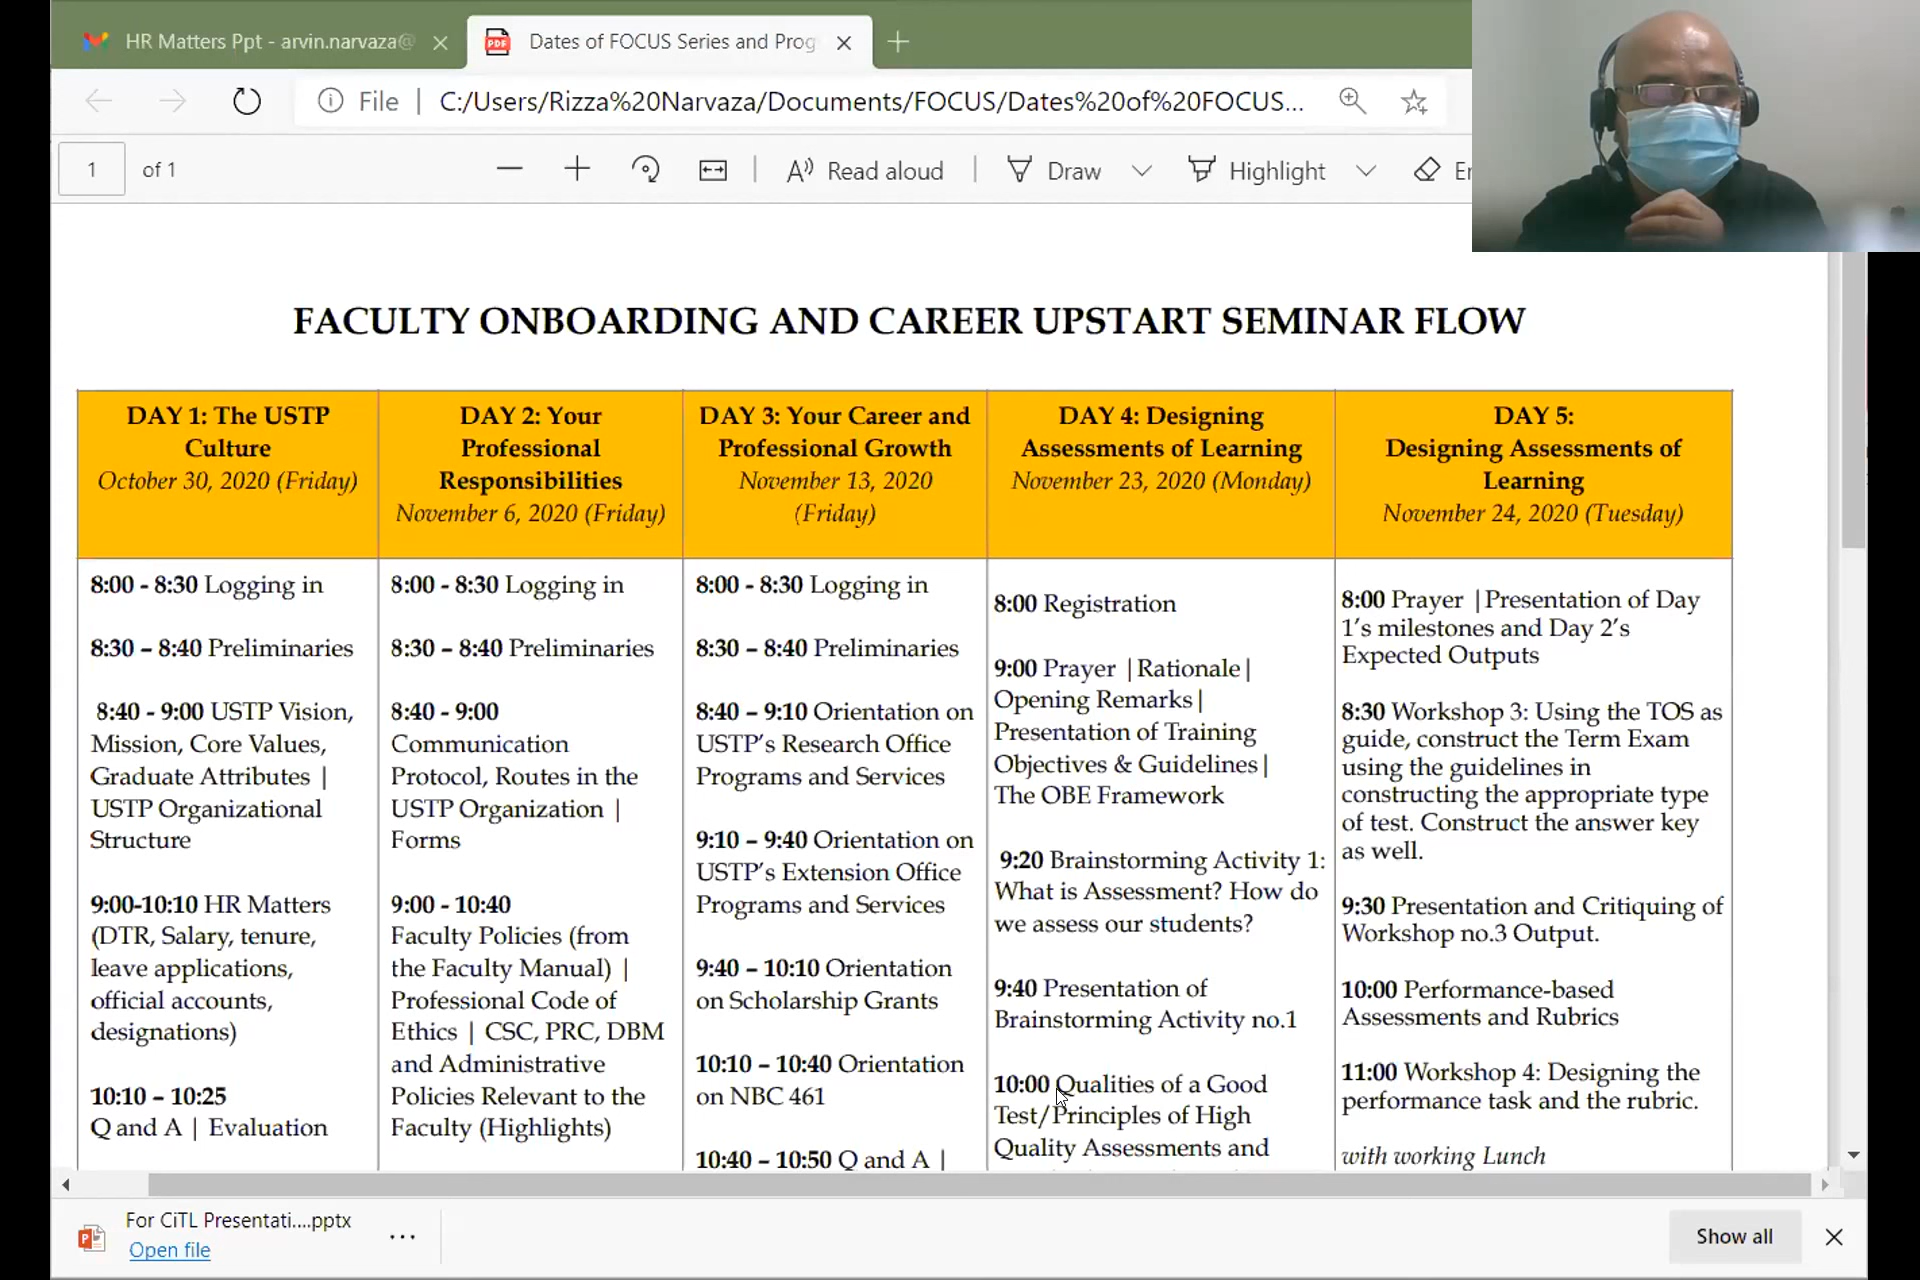 HR Matters Ppt - arvin.narvaza@
Dates of FOCUS Series and Prog
File
C:/Users/Rizza%20Narvaza/Documents/FOCUS/Dates%20of%20FOCUS...
1
of 1
Read aloud
Draw
Highlight
FACULTY ONBOARDING AND CAREER UPSTART SEMINAR FLOW
DAY 1: The USTP
Culture
October 30, 2020 (Friday)
8:00 - 8:30 Logging in
8:30 – 8:40 Preliminaries
8:40 - 9:00 USTP Vision,
Mission, Core Values,
Graduate Attributes |
USTP Organizational
Structure
9:00-10:10 HR Matters
(DTR, Salary, tenure,
leave applications,
official accounts,
designations)
10:10 – 10:25
Q and A | Evaluation
DAY 2: Your
Professional
Responsibilities
November 6, 2020 (Friday)
8:00 - 8:30 Logging in
8:30 – 8:40 Preliminaries
8:40 - 9:00
Communication
Protocol, Routes in the
USTP Organization |
Forms
9:00 - 10:40
Faculty Policies (from
the Faculty Manual) |
Professional Code of
Ethics | CSC, PRC, DBM
and Administrative
Policies Relevant to the
Faculty (Highlights)
DAY 3: Your Career and
Professional Growth
November 13, 2020
(Friday)
8:00 - 8:30 Logging in
8:30 – 8:40 Preliminaries
8:40 – 9:10 Orientation on
USTP's Research Office
Programs and Services
9:10 – 9:40 Orientation on
USTP's Extension Office
Programs and Services
9:40 – 10:10 Orientation
on Scholarship Grants
10:10 – 10:40 Orientation
on NBC 461
10:40 – 10:50 Q and A |
DAY 4: Designing
Assessments of Learning
November 23, 2020 (Monday)
8:00 Registration
9:00 Prayer |Rationale|
Opening Remarks|
Presentation of Training
Objectives & Guidelines|
The OBE Framework
9:20 Brainstorming Activity 1:
What is Assessment? How do
we assess our students?
9:40 Presentation of
Brainstorming Activity no.1
10:00 Qualities of a Good
Test/Principles of High
Quality Assessments and
DAY 5:
Designing Assessments of
Learning
November 24, 2020 (Tuesday)
8:00 Prayer |Presentation of Day
1's milestones and Day 2's
Expected Outputs
8:30 Workshop 3: Using the TOS as
guide, construct the Term Exam
using the guidelines in
constructing the appropriate type
of test. Construct the answer key
as well.
9:30 Presentation and Critiquing of
Workshop no.3 Output.
10:00 Performance-based
Assessments and Rubrics
11:00 Workshop 4: Designing the
performance task and the rubric.
with working Lunch
For CiTL Presentati....pptx
Open file
Show all